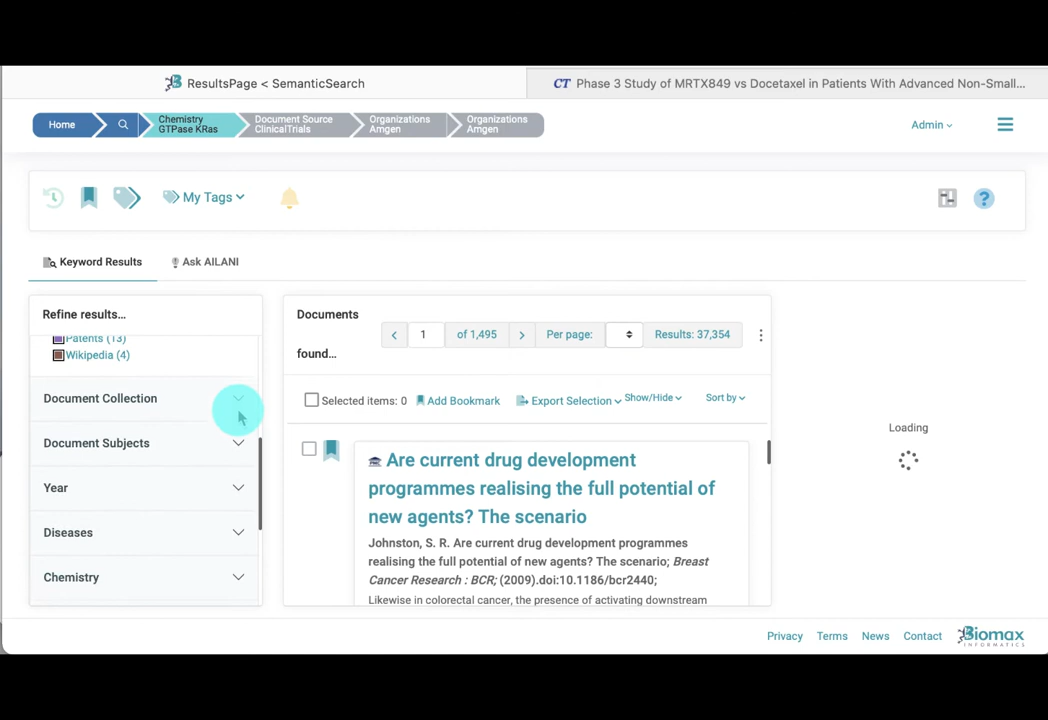 ResultsPage < SemanticSearch
CT Phase 3 Study of MRTX849 vs Docetaxel in Patients With Advanced Non-Small...
Home
Chemistry
GTPase KRas
Document Source
ClinicalTrials
Organizations
Amgen
Organizations
Amgen
Admin
My Tags
?
Keyword Results
Ask AILANI
Refine results...
Patents (13)
Wikipedia (4)
Document Collection
Document Subjects
Year
Diseases
Chemistry
Documents
found...
1 of 1,495 Per page: Results: 37,354
Selected items: 0 Add Bookmark Export Selection Show/Hide Sort by
Are current drug development
programmes realising the full potential of
new agents? The scenario
Johnston, S. R. Are current drug development programmes
realising the full potential of new agents? The scenario; Breast
Cancer Research : BCR; (2009).doi:10.1186/bcr2440;
Likewise in colorectal cancer, the presence of activating downstream
Loading
Privacy Terms News Contact Biomax
INFORMATICS